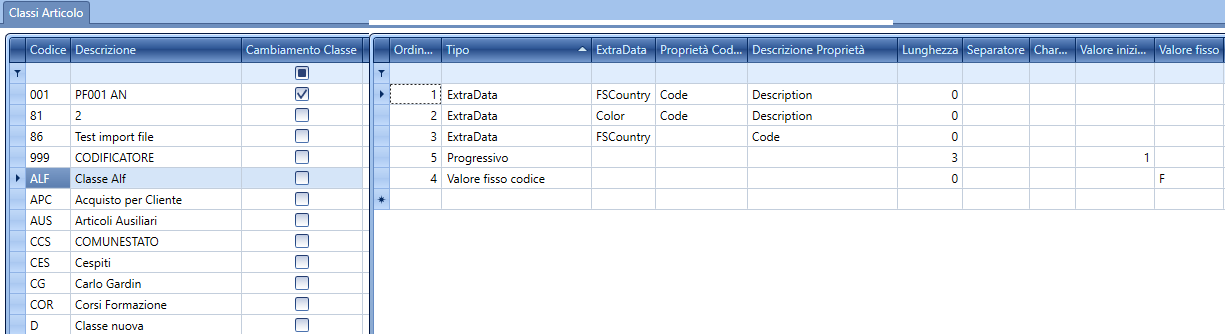 Classi Articolo
Codice Descrizione Cambiamento Classe
001 PF001 AN
81 2
86 Test import file
999 CODIFICATORE
ALF Classe Alf
APC Acquisto per Cliente
AUS Articoli Ausiliari
CCS COMUNESTATO
CES Cespiti
CG Carlo Gardin
COR Corsi Formazione
D Classe nuova
Ordin... Tipo ExtraData Proprietà Cod... Descrizione Proprietà Lunghezza Separatore Char... Valore inizi... Valore fisso
1 ExtraData FSCountry Code Description 0
2 ExtraData Color Code Description 0
3 ExtraData FSCountry Code 0
5 Progressivo 3 1
4 Valore fisso codice 0 F